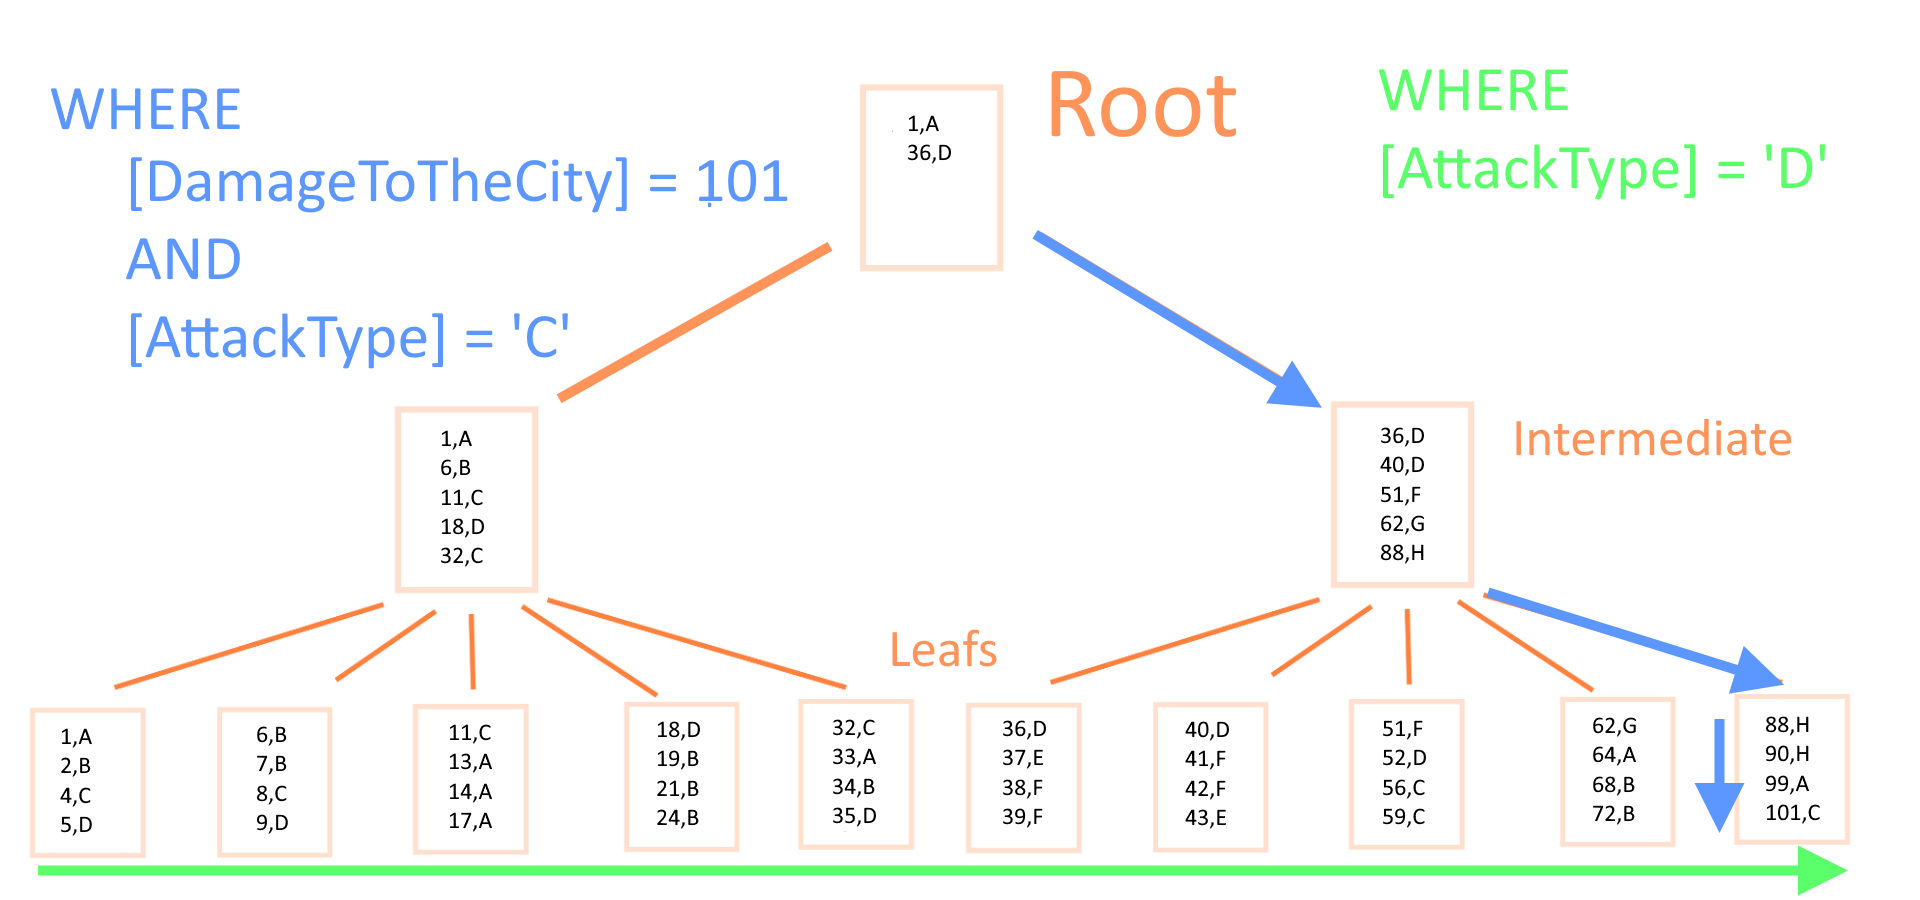 WHERE
[DamageToTheCity] = 101
AND
[AttackType] = 'C'
1,A
36,D
Root
WHERE
[AttackType] = 'D'
1,A
6,B
11,C
18,D
32,C
36,D
40,D
51,F
62,G
88,H
Intermediate
Leafs
1,A
2,B
4,C
5,D
6,B
7,B
8,C
9,D
11,C
13,A
14,A
17,A
18,D
19,B
21,B
24,B
32,C
33,A
34,B
35,D
36,D
37,E
38,F
39,F
40,D
41,F
42,F
43,E
51,F
52,D
56,C
59,C
62,G
64,A
68,B
72,B
88,H
90,H
99,A
101,C